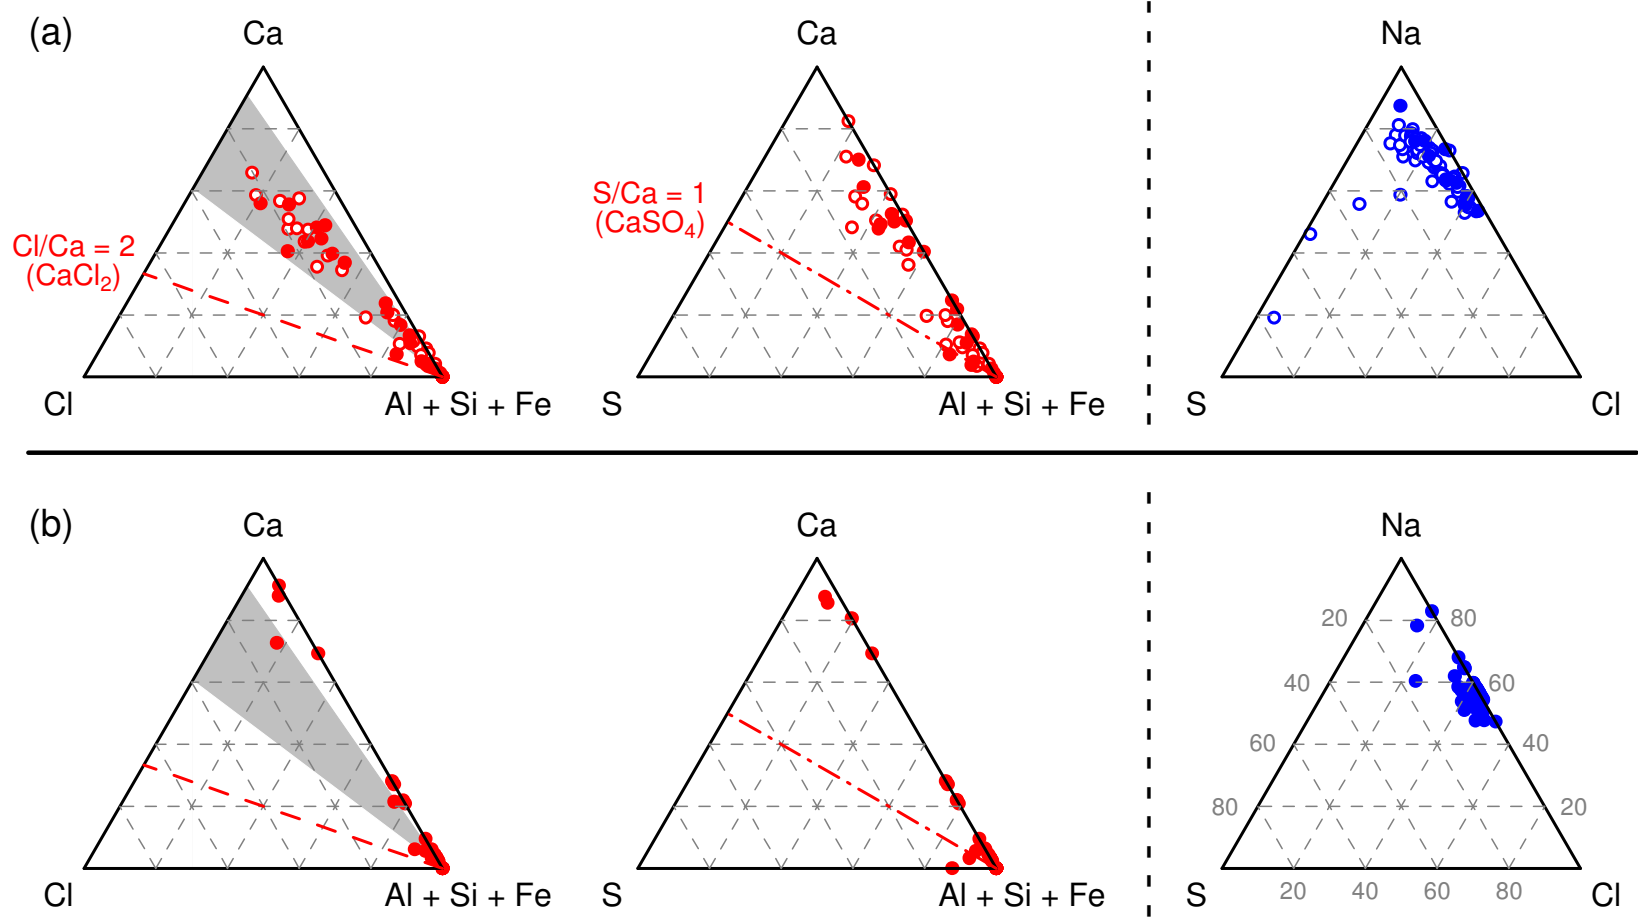 (a)
Ca
Ca
Na
Cl/Ca = 2
(CaCl₂)
S/Ca = 1
(CaSO₄)
Cl
Al + Si + Fe
S
Al + Si + Fe
S
Cl
(b)
Ca
Ca
Na
20
80
40
60
60
40
80
20
Cl
Al + Si + Fe
S
Al + Si + Fe
S
20
40
60
80
Cl